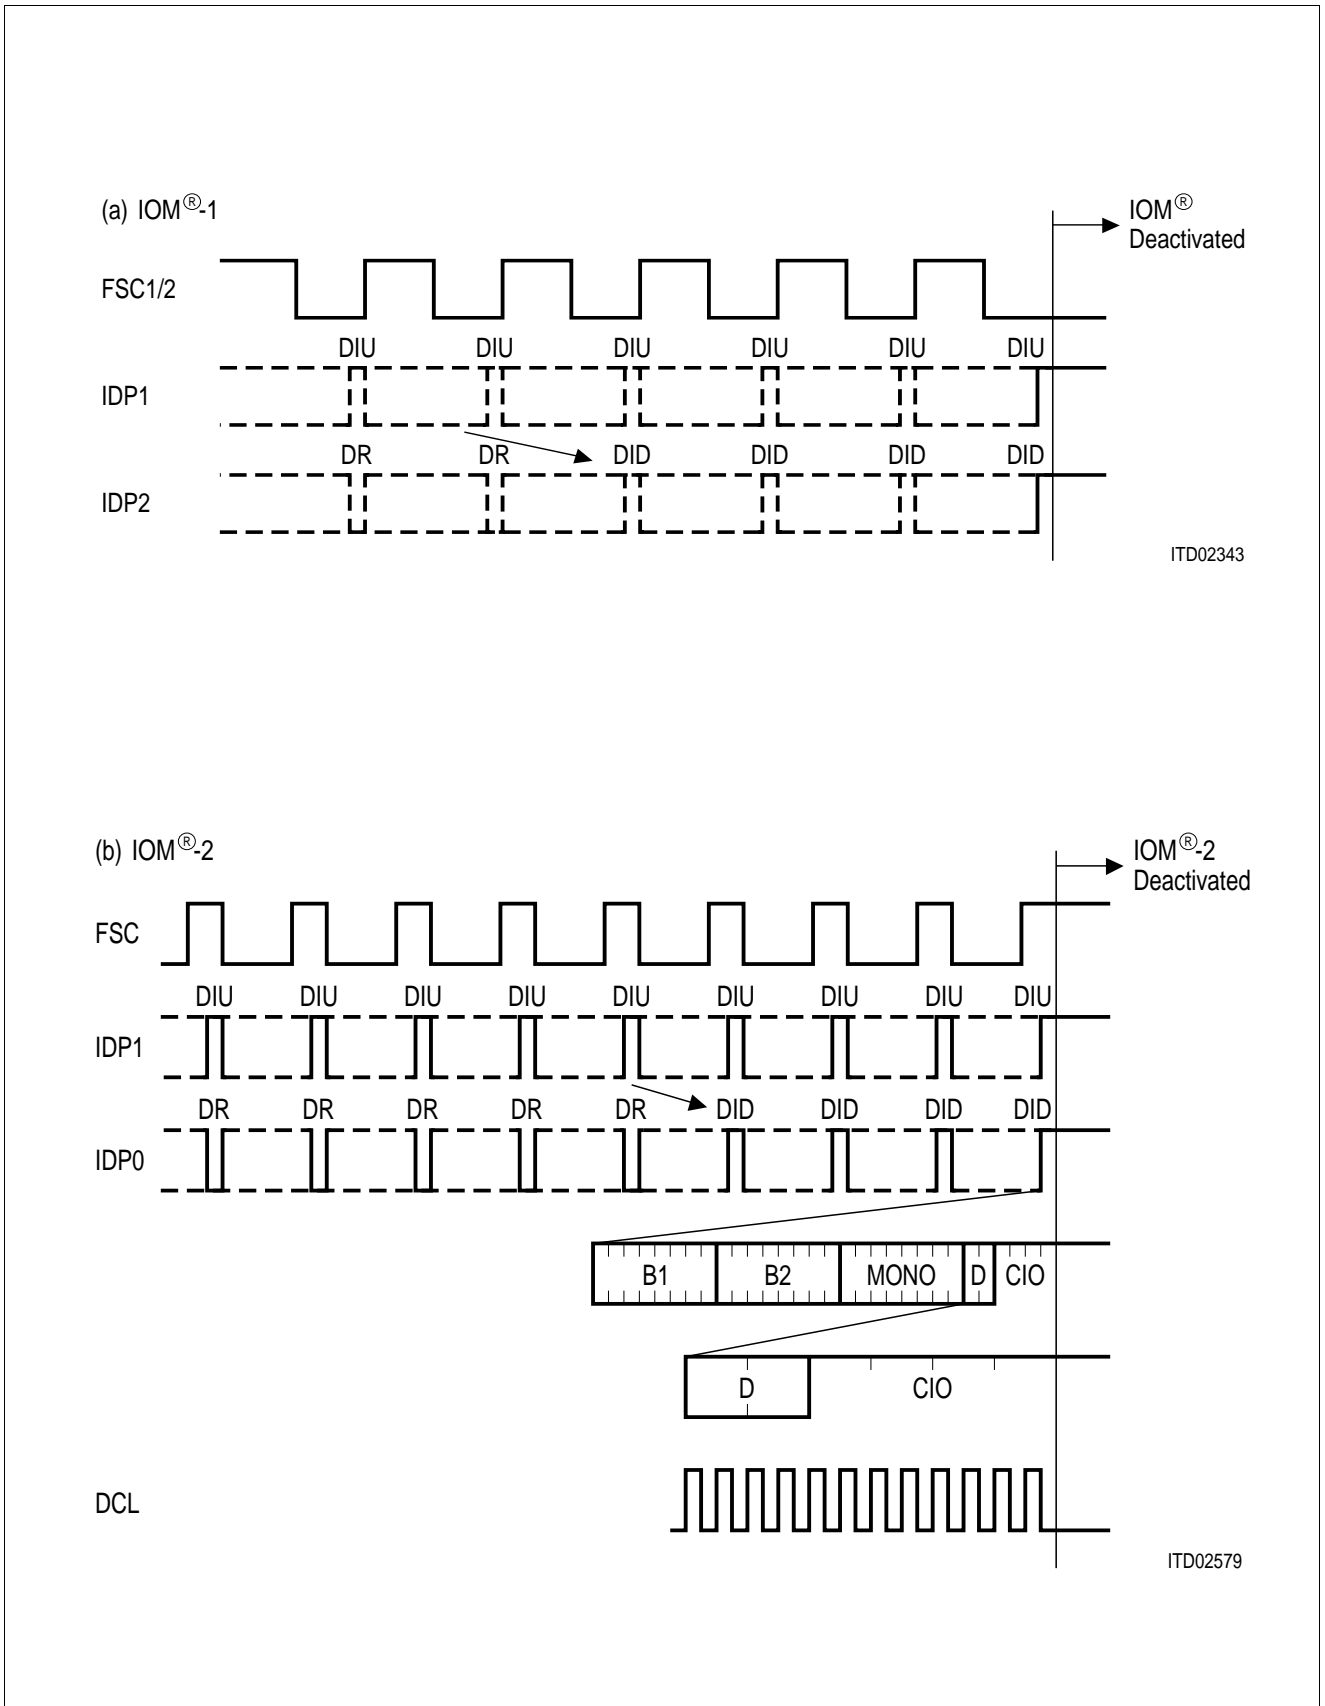 (a) IOM®-1
IOM®
Deactivated
FSC1/2
DIU DIU DIU DIU DIU DIU
IDP1
DR DR DID DID DID DID
IDP2
ITD02343
(b) IOM®-2
IOM®-2
Deactivated
FSC
DIU DIU DIU DIU DIU DIU DIU DIU DIU
IDP1
DR DR DR DR DR DID DID DID DID
IDP0
B1 B2 MONO D CIO
D CIO
DCL
ITD02579